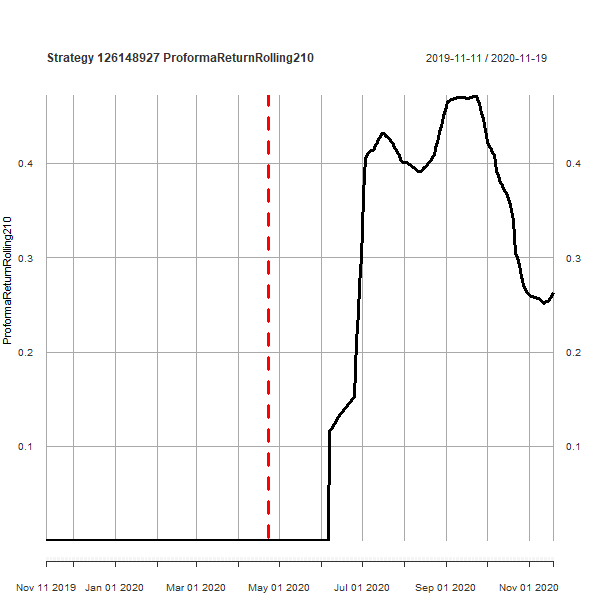 Strategy 126148927 ProformaReturnRolling210
2019-11-11 / 2020-11-19
ProformaReturnRolling210
0.4
0.4
0.3
0.3
0.2
0.2
0.1
0.1
Nov 11 2019
Jan 01 2020
Mar 01 2020
May 01 2020
Jul 01 2020
Sep 01 2020
Nov 01 2020